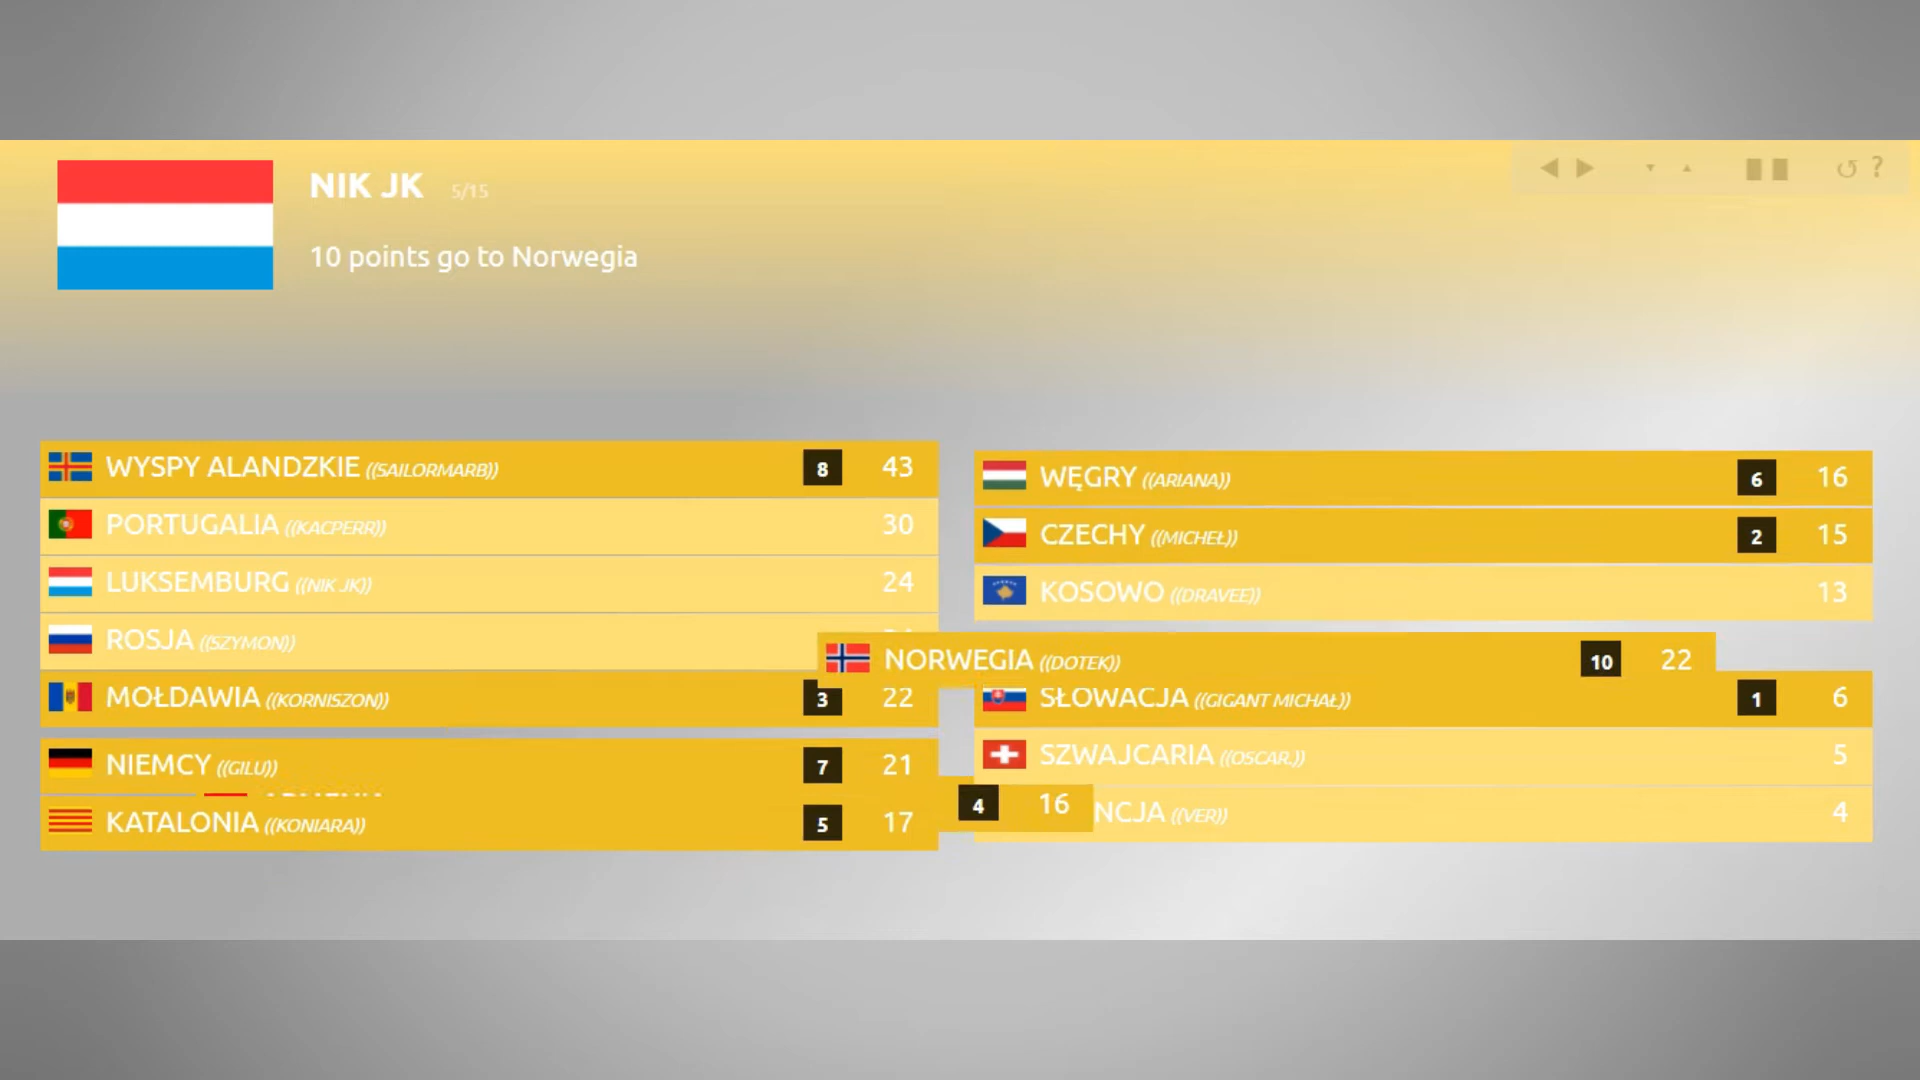 NIK JK 5/15
?
10 points go to Norwegia
WYSPY ALANDZKIE ((SAILORMARB)) 8 43
PORTUGALIA ((KACPERR)) 30
LUKSEMBURG ((NIK JK)) 24
ROSJA ((SZYMON))
MOŁDAWIA ((KORNISZON)) 3 22
NIEMCY ((GILU)) 7 21
KATALONIA ((KONIARA)) 5 17
WĘGRY ((ARIANA)) 6 16
CZECHY ((MICHEŁ)) 2 15
KOSOWO ((DRAVEE)) 13
NORWEGIA ((DOTEK)) 10 22
SŁOWACJA ((GIGANT MICHAŁ)) 1 6
SZWAJCARIA ((OSCAR.)) 5
4 16
NCJA ((VER)) 4